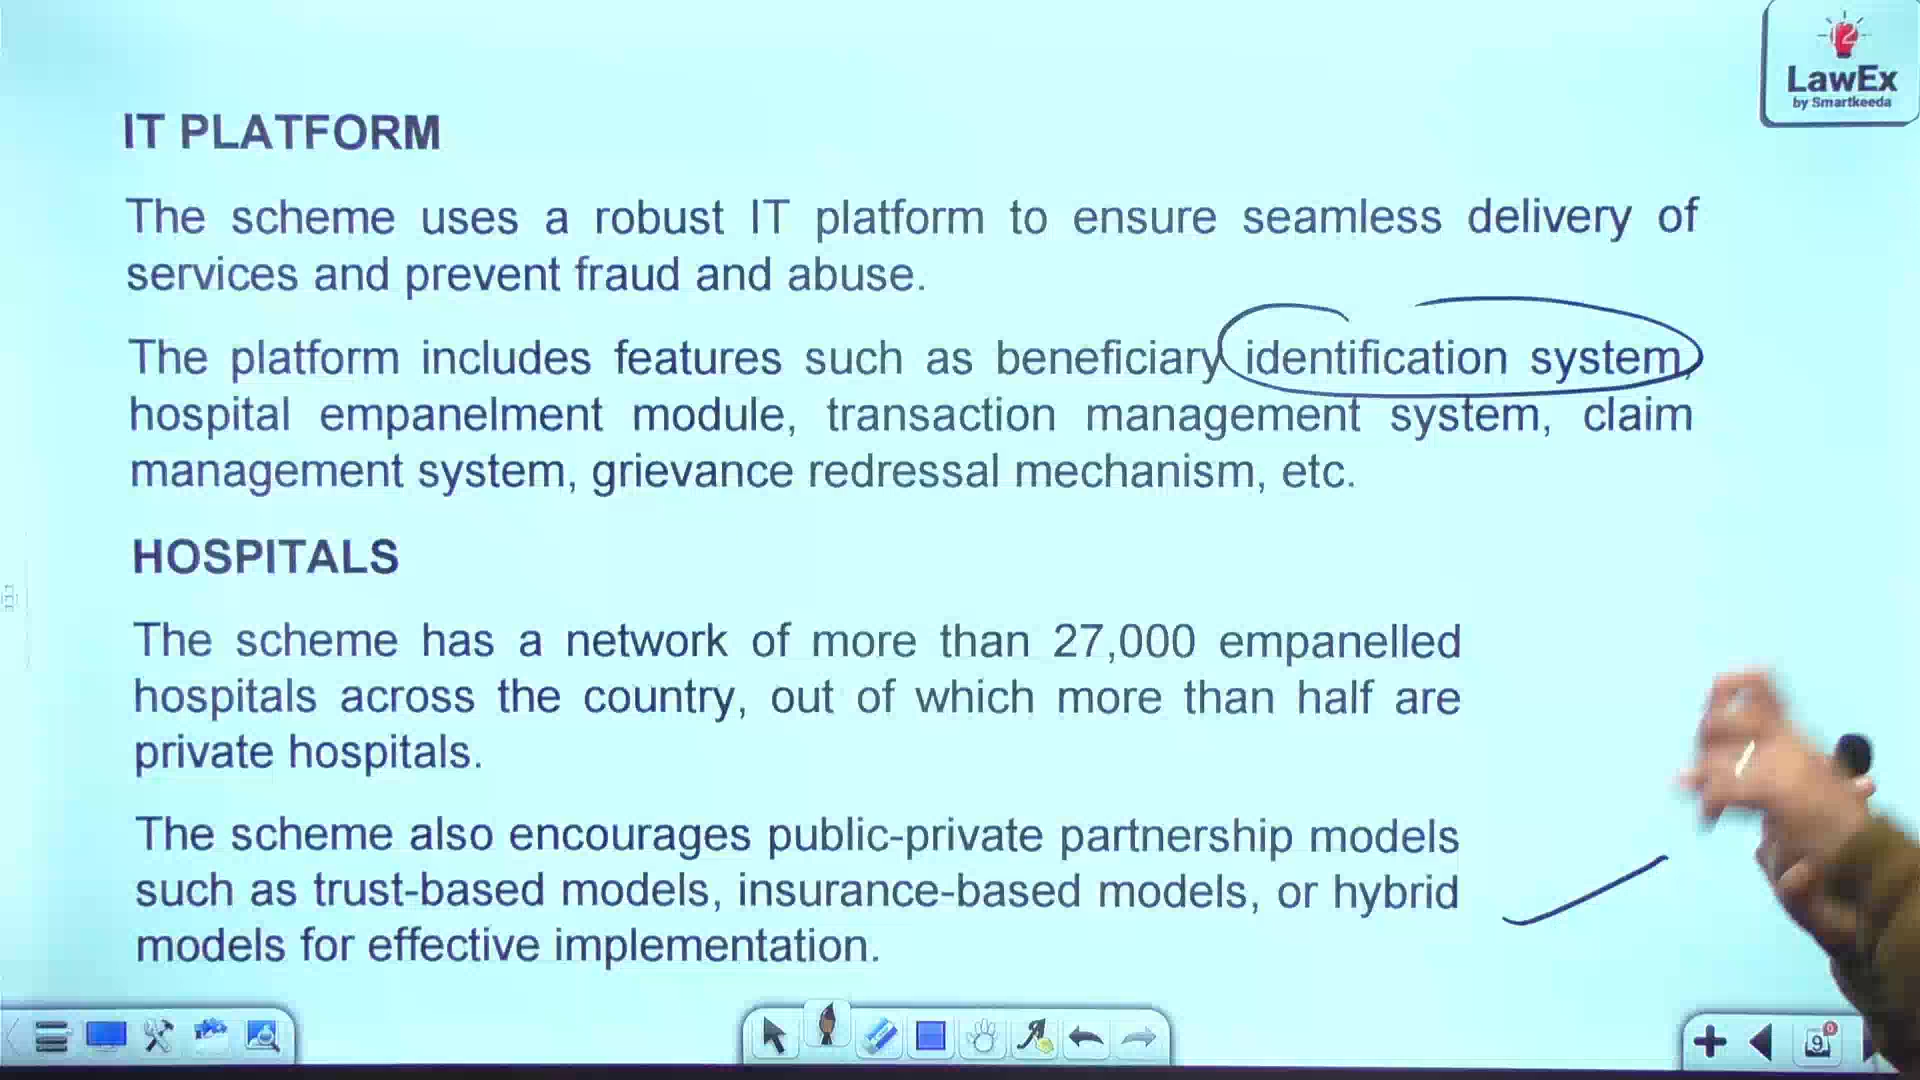 12
LawEx
by Smartkeeda
IT PLATFORM
The scheme uses a robust IT platform to ensure seamless delivery of
services and prevent fraud and abuse.
The platform includes features such as beneficiary identification system,
hospital empanelment module, transaction management system, claim
management system, grievance redressal mechanism, etc.
HOSPITALS
The scheme has a network of more than 27,000 empanelled
hospitals across the country, out of which more than half are
private hospitals.
The scheme also encourages public-private partnership models
such as trust-based models, insurance-based models, or hybrid
models for effective implementation.
9
0